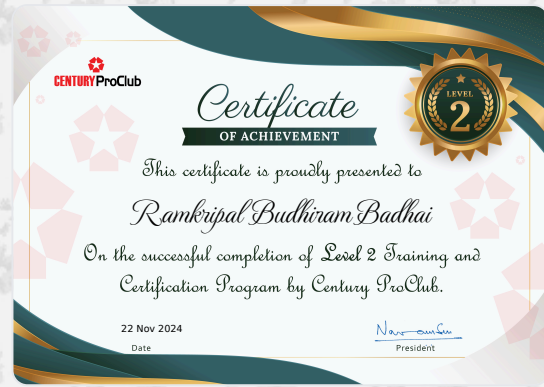 CENTURY ProClub
Certificate
OF ACHIEVEMENT
LEVEL
2
This certificate is proudly presented to
Ramkripal Budhiram Badhai
On the successful completion of Level 2 Training and
Certification Program by Century ProClub.
22 Nov 2024
Date
President